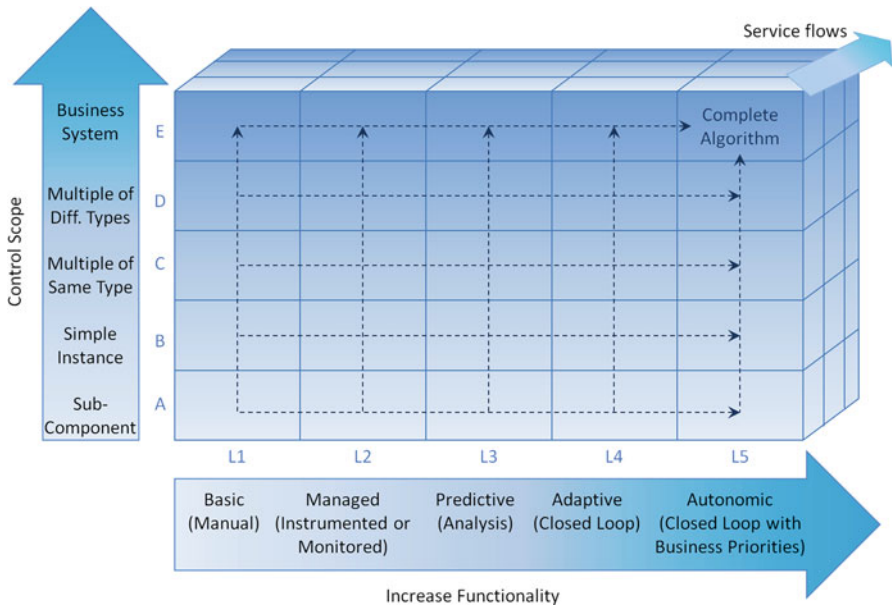 Service flows
Control Scope
Business
System
E
Complete
Algorithm
Multiple of
Diff. Types
D
Multiple of
Same Type
C
Simple
Instance
B
Sub-
Component
A
L1
L2
L3
L4
L5
Basic
(Manual)
Managed
(Instrumented or
Monitored)
Predictive
(Analysis)
Adaptive
(Closed Loop)
Autonomic
(Closed Loop with
Business Priorities)
Increase Functionality